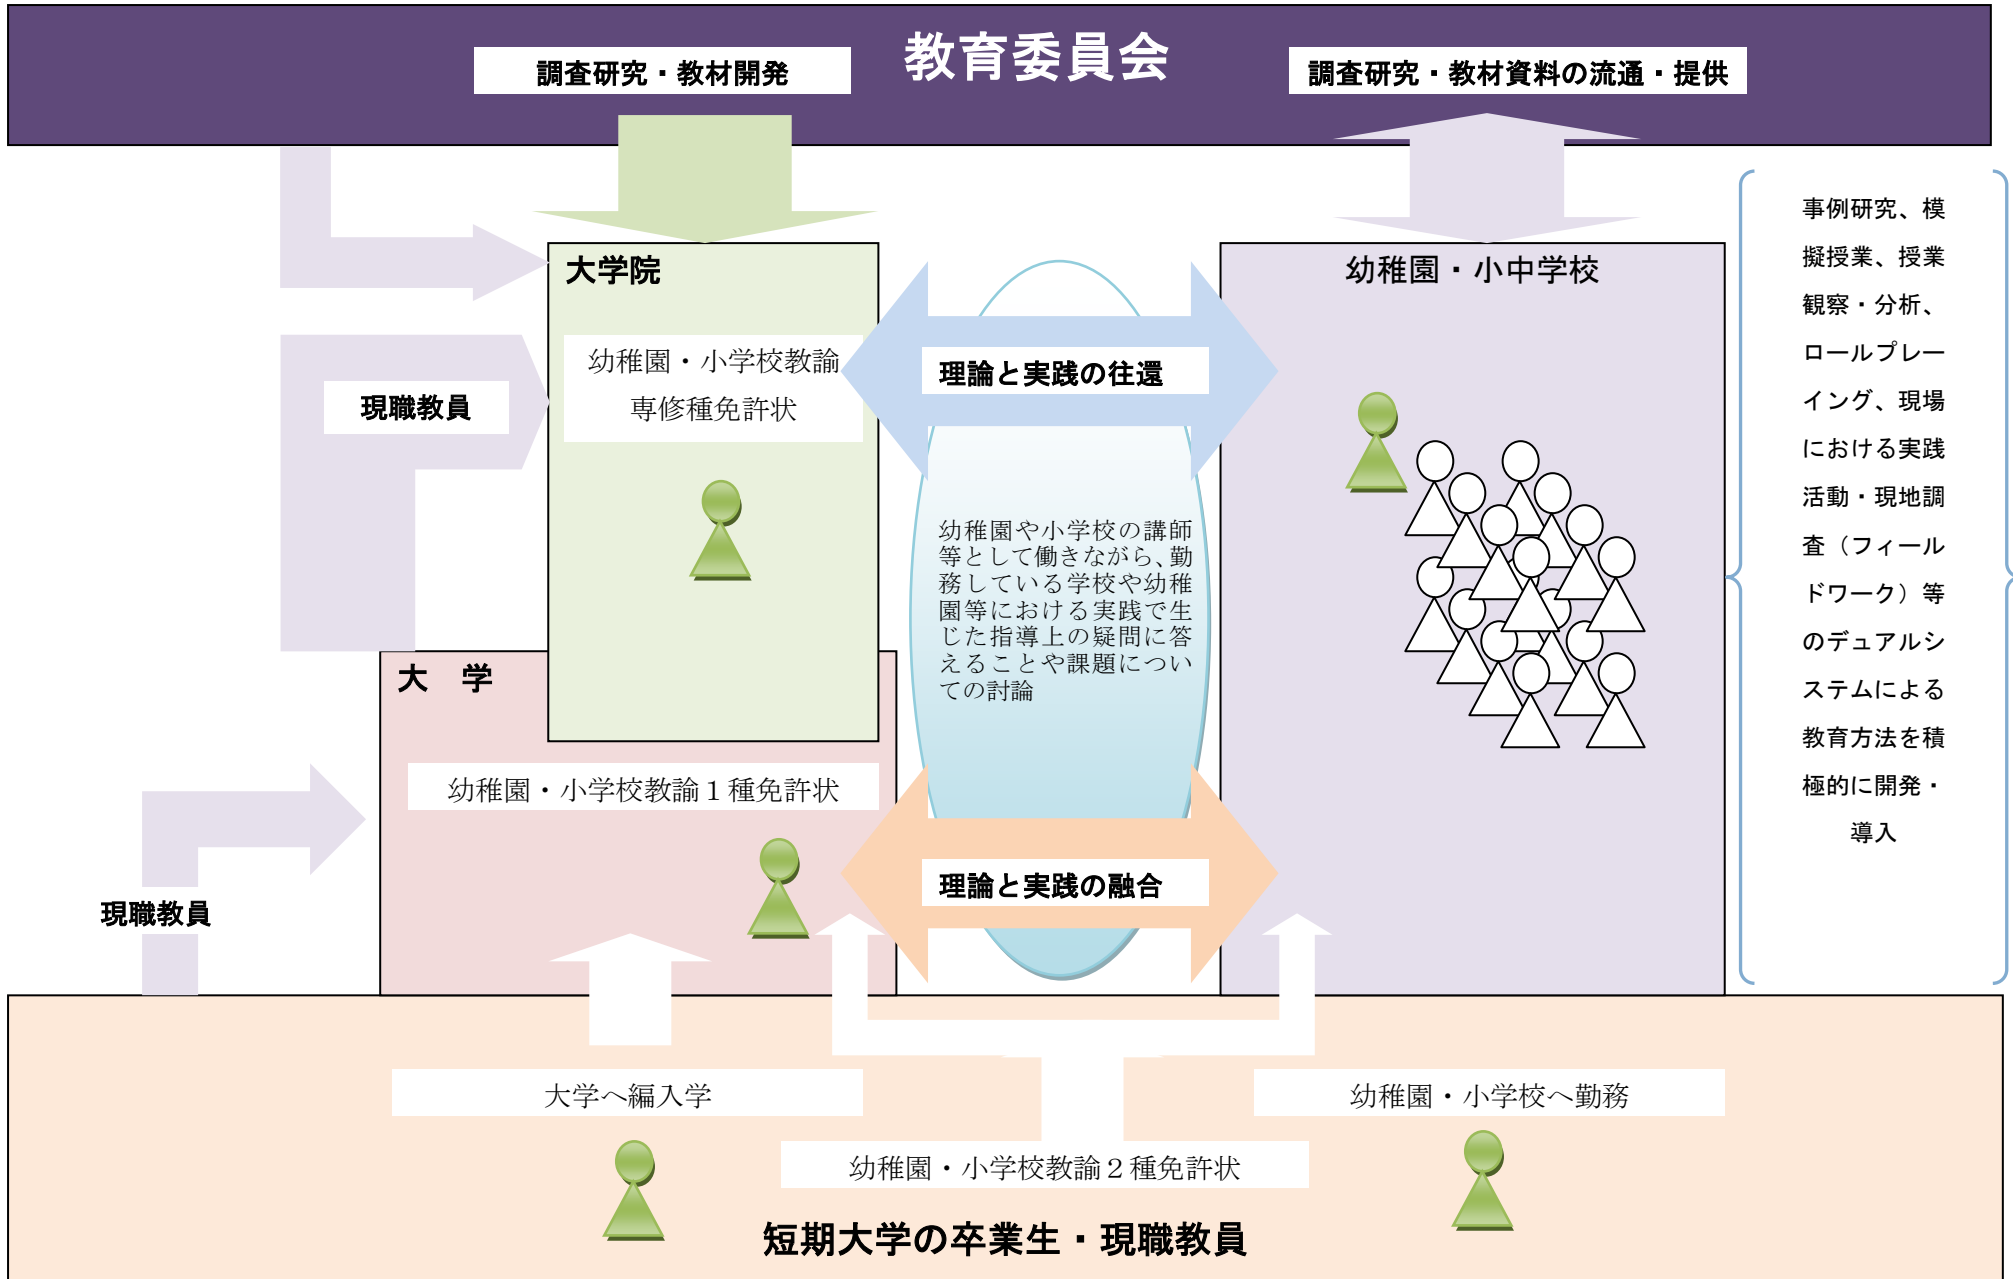 教育委員会
調査研究・教材開発
調査研究・教材資料の流通・提供
大学院
幼稚園・小学校教諭
専修種免許状
現職教員
理論と実践の往還
幼稚園・小中学校
幼稚園や小学校の講師
等として働きながら、勤
務している学校や幼稚
園等における実践で生
じた指導上の疑問に答
えることや課題につい
ての討論
事例研究、模
擬授業、授業
観察・分析、
ロールプレー
イング、現場
における実践
活動・現地調
査（フィール
ドワーク）等
のデュアルシ
ステムによる
教育方法を積
極的に開発・
導入
大　学
幼稚園・小学校教諭１種免許状
理論と実践の融合
現職教員
大学へ編入学
幼稚園・小学校へ勤務
幼稚園・小学校教諭２種免許状
短期大学の卒業生・現職教員